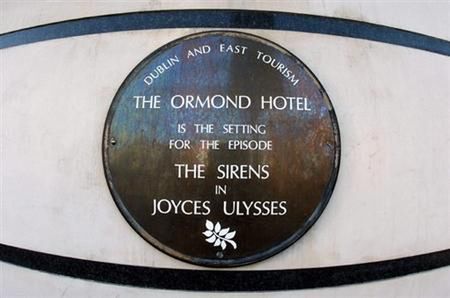 DUBLIN AND EAST TOURISM
THE ORMOND HOTEL
IS THE SETTING
FOR THE EPISODE
THE SIRENS
IN
JOYCES ULYSSES